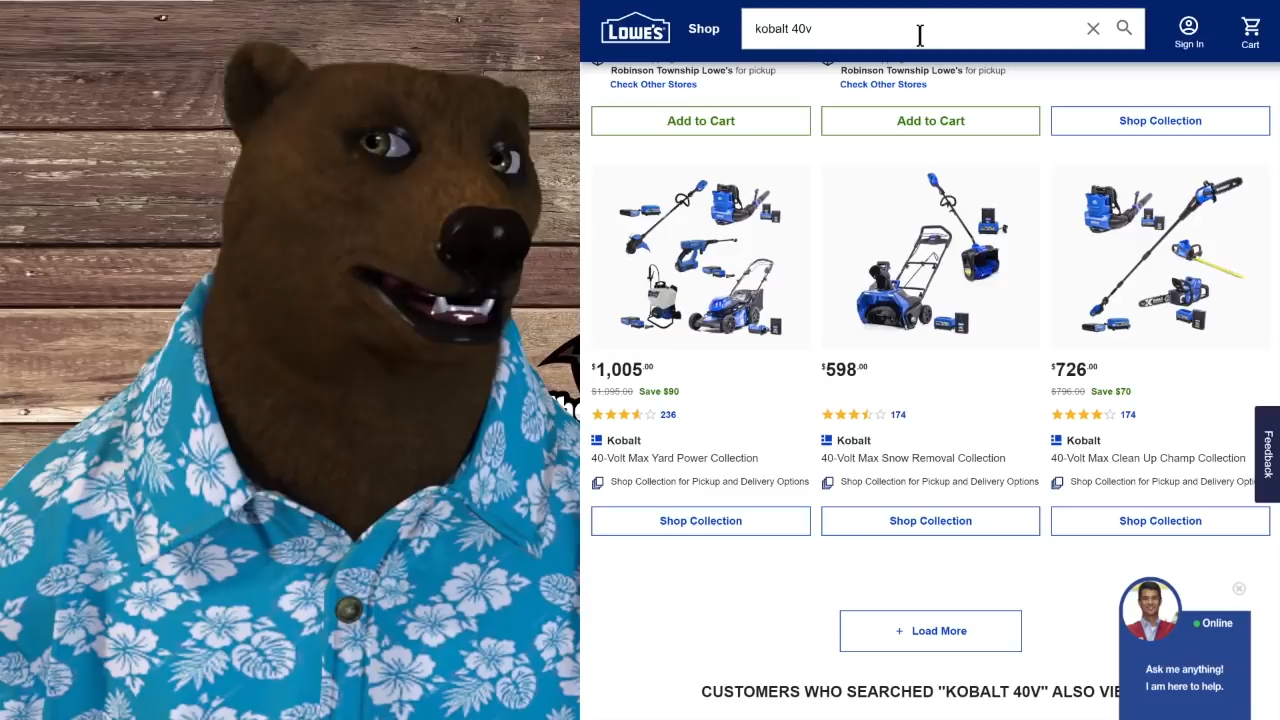 LOWE'S
Shop
kobalt 40v
Sign In
Cart
Robinson Township Lowe's for pickup
Check Other Stores
Robinson Township Lowe's for pickup
Check Other Stores
Add to Cart
Add to Cart
Shop Collection
$1,005.00
$1,095.00 Save $90
236
Kobalt
40-Volt Max Yard Power Collection
Shop Collection for Pickup and Delivery Options
Shop Collection
$598.00
174
Kobalt
40-Volt Max Snow Removal Collection
Shop Collection for Pickup and Delivery Options
Shop Collection
$726.00
$796.00 Save $70
174
Kobalt
40-Volt Max Clean Up Champ Collection
Shop Collection for Pickup and Delivery Opti
Shop Collection
Feedback
+ Load More
Online
Ask me anything!
I am here to help.
CUSTOMERS WHO SEARCHED "KOBALT 40V" ALSO VIE